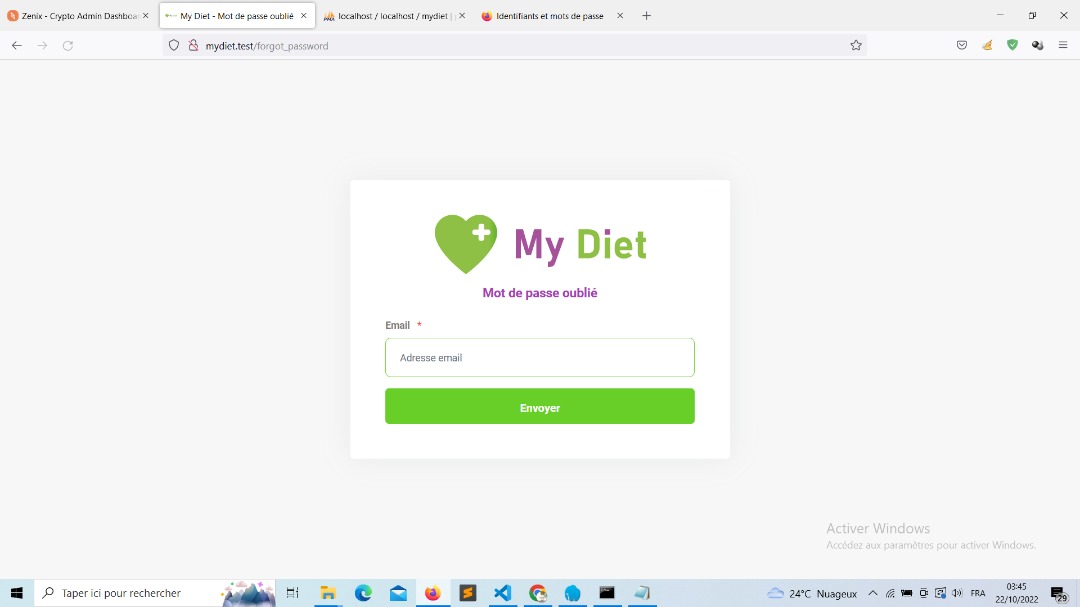 Zenix - Crypto Admin Dashboa
My Diet - Mot de passe oublié
localhost / localhost / mydiet |
Identifiants et mots de passe
mydiet.test/forgot_password
My Diet
Mot de passe oublié
Email *
Adresse email
Envoyer
Activer Windows
Accédez aux paramètres pour activer Windows.
Taper ici pour rechercher
24°C Nuageux
FRA
03:45
22/10/2022
29